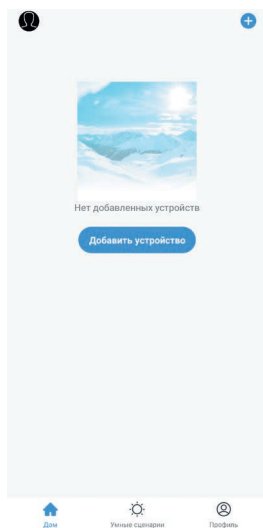 Нет добавленных устройств
Добавить устройство
Дом
Умные сценарии
Профиль